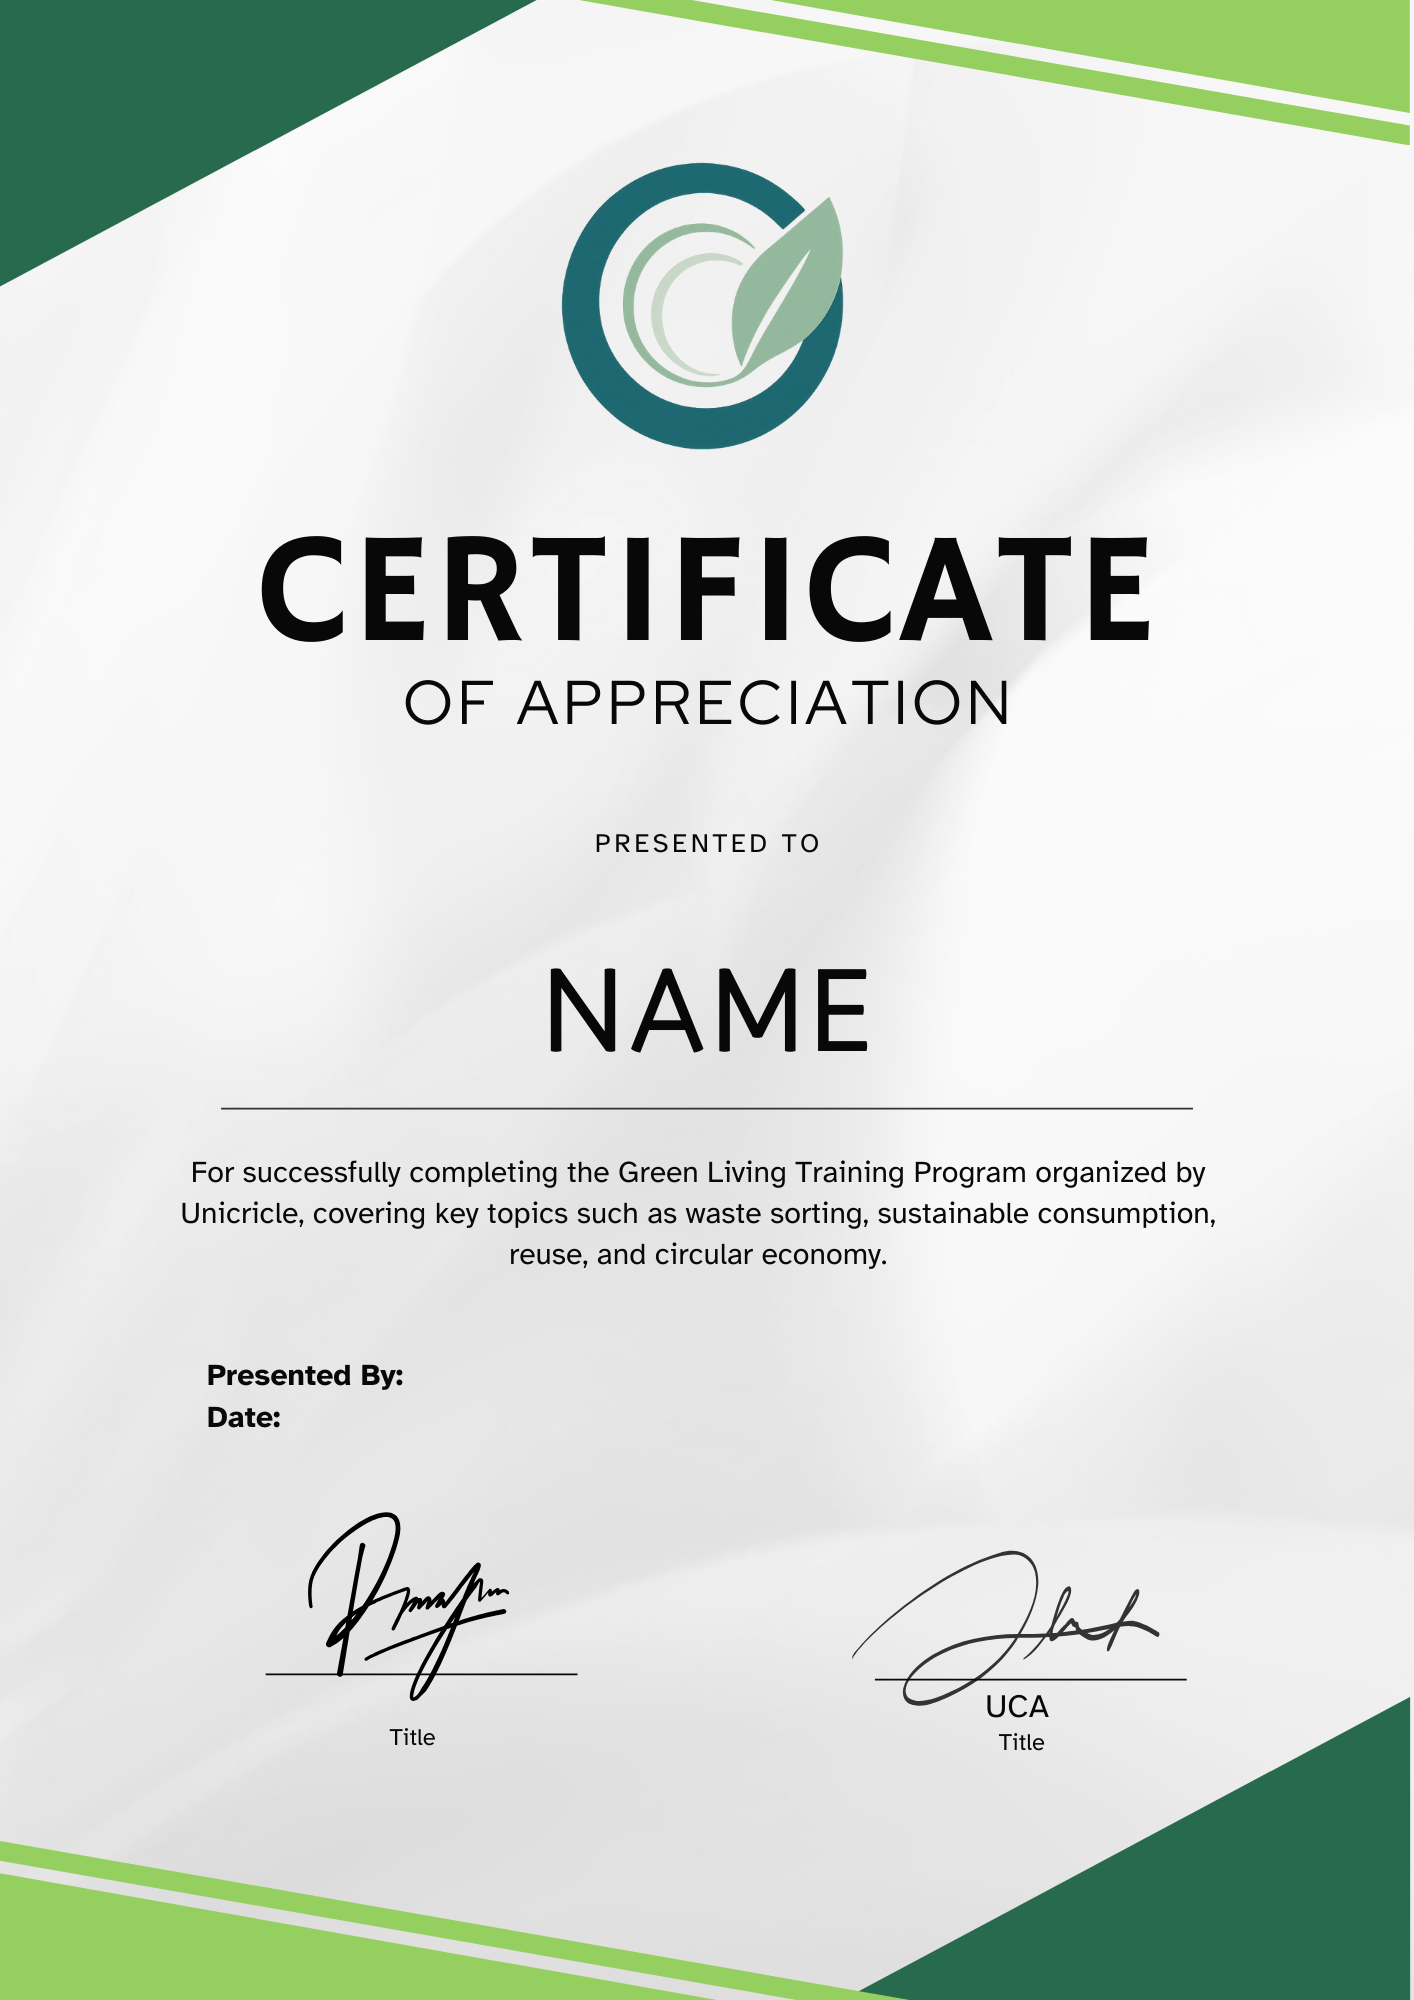 CERTIFICATE
OF APPRECIATION
PRESENTED TO
NAME
For successfully completing the Green Living Training Program organized by
Unicricle, covering key topics such as waste sorting, sustainable consumption,
reuse, and circular economy.
Presented By:
Date:
Title
UCA
Title